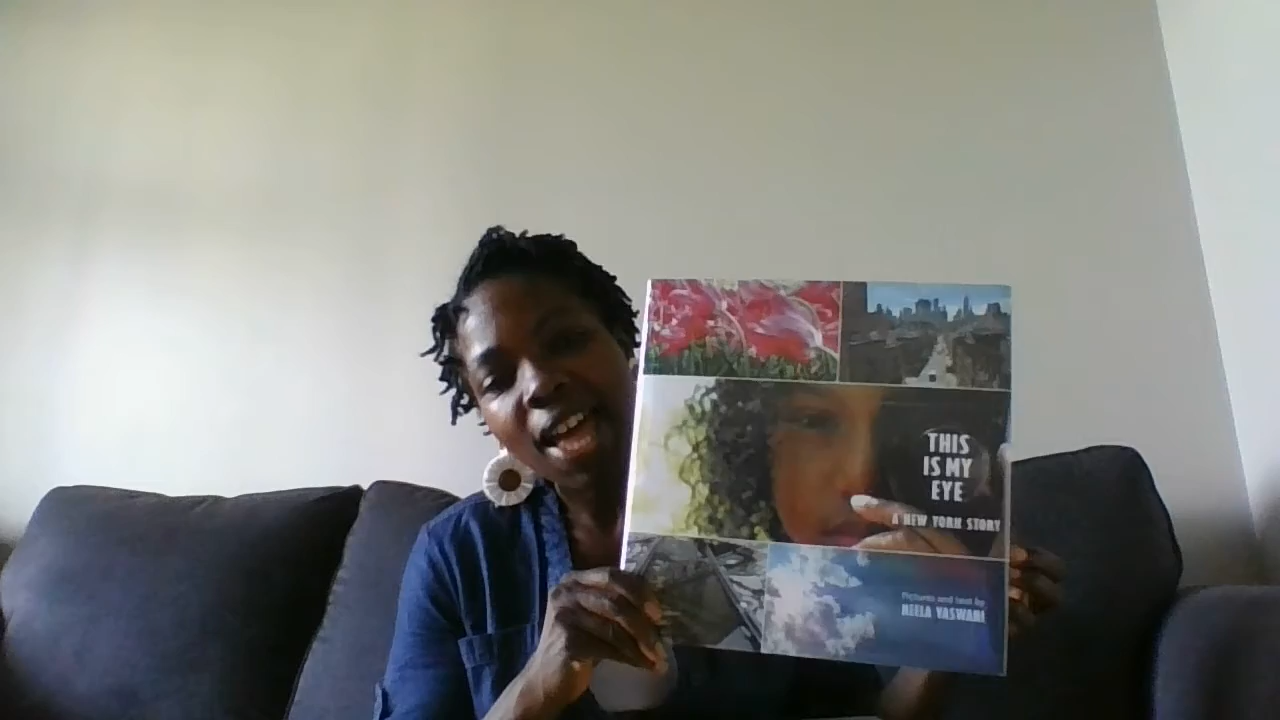 THIS
IS MY
EYE
A NEW YORK STORY
Pictures and text by
NEELA VASWANI